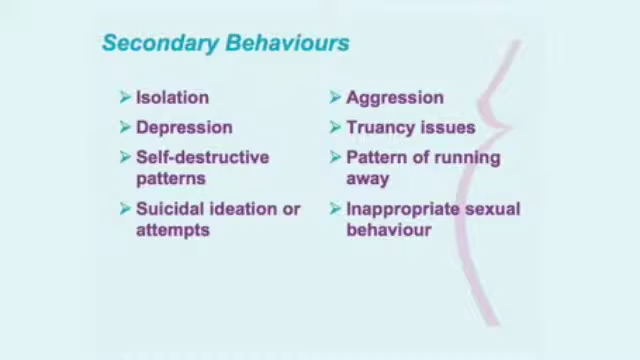 Secondary Behaviours
Isolation
Depression
Self-destructive
patterns
Suicidal ideation or
attempts
Aggression
Truancy issues
Pattern of running
away
Inappropriate sexual
behaviour